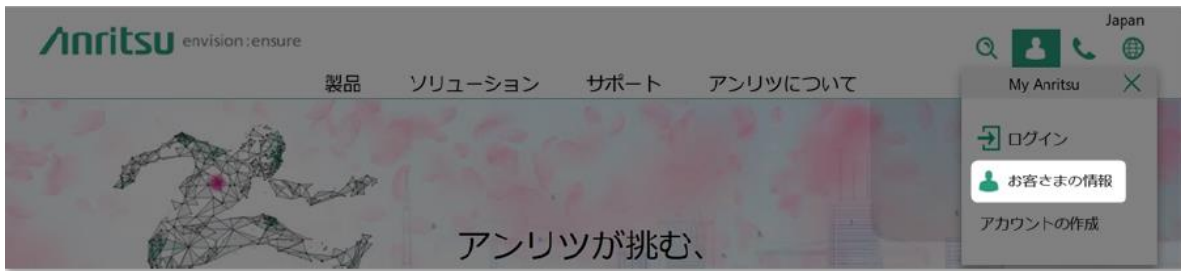 Japan
Anritsu envision:ensure
製品 ソリューション サポート アンリツについて
My Anritsu
ログイン
お客さまの情報
アカウントの作成
アンリツが挑む、